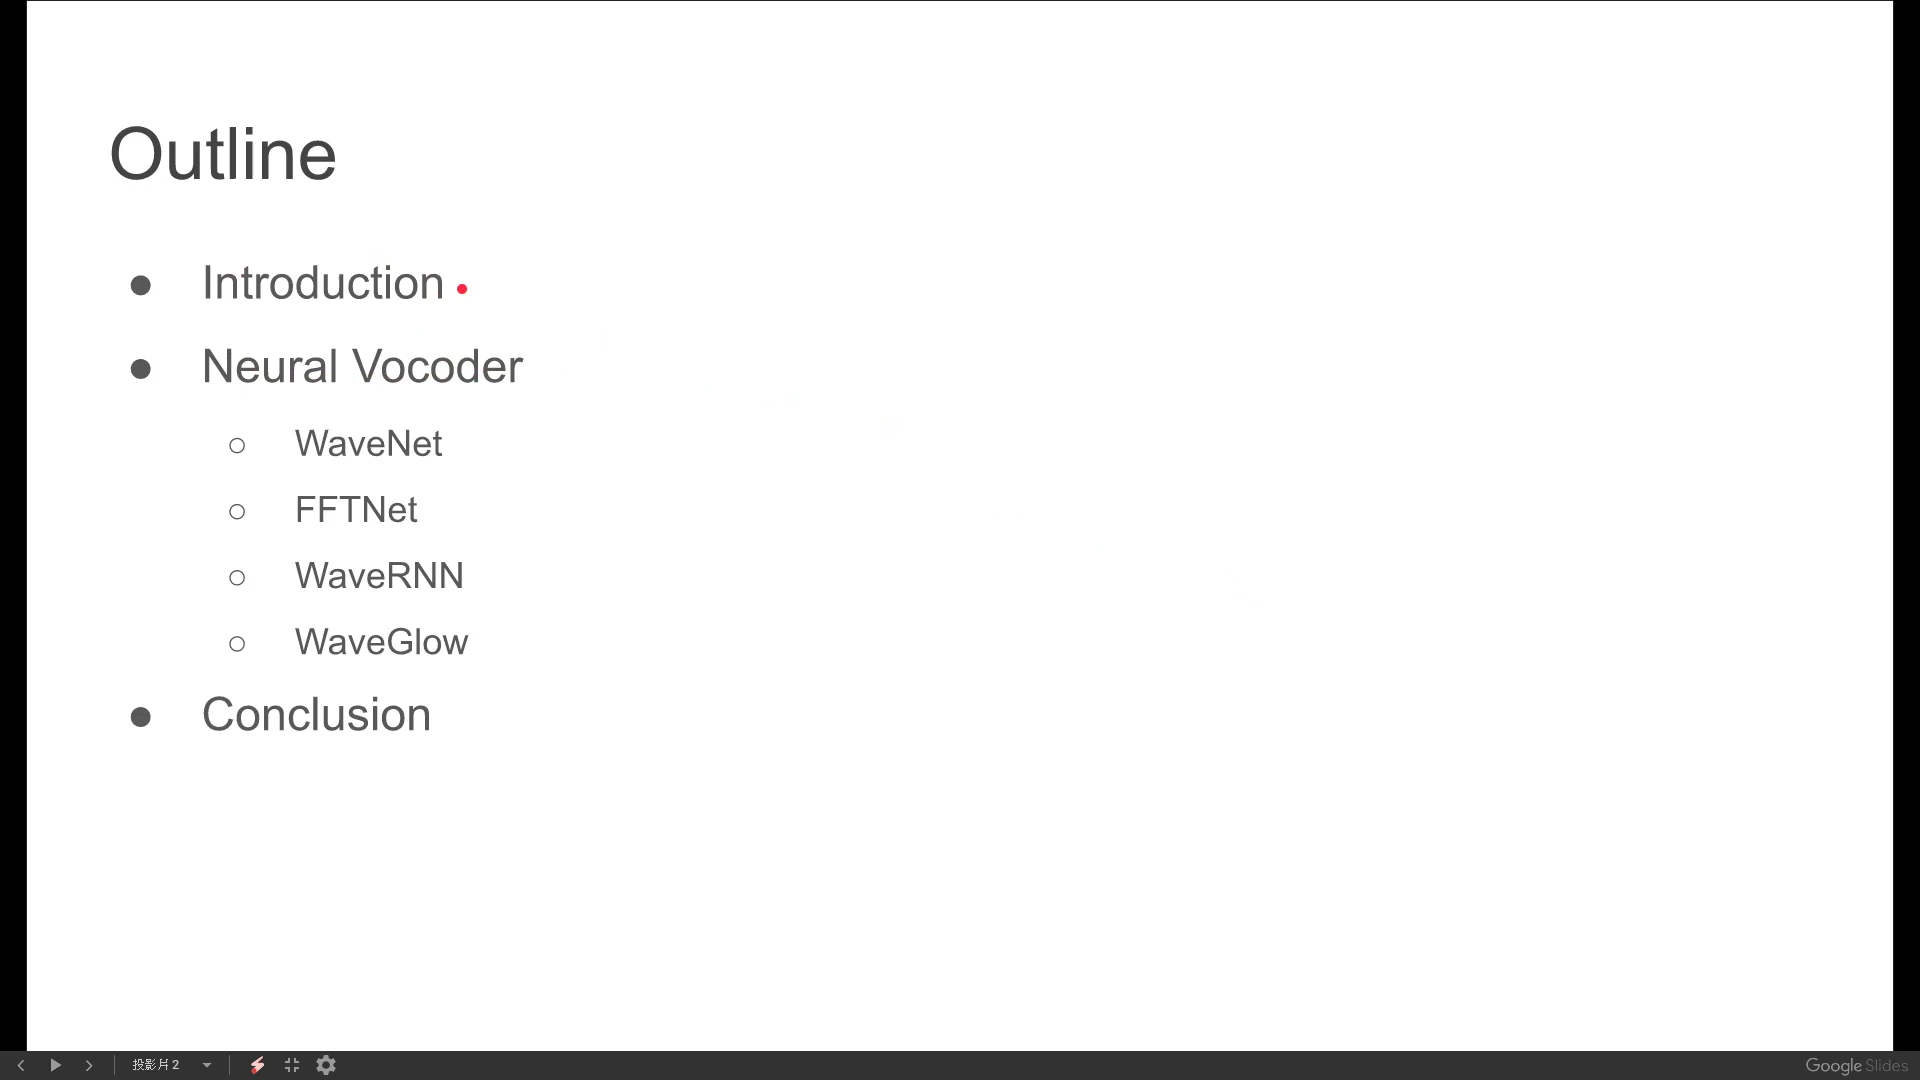 Outline
● Introduction
● Neural Vocoder
○ WaveNet
○ FFTNet
○ WaveRNN
○ WaveGlow
● Conclusion
投影片 2
Google Slides